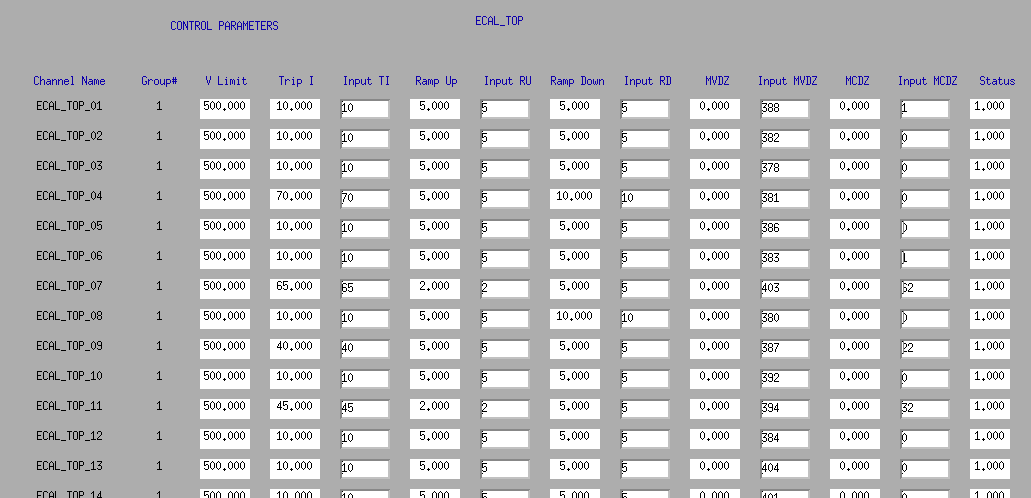 CONTROL PARAMETERS ECAL_TOP
Channel Name Group# V Limit Trip I Input TI Ramp Up Input RU Ramp Down Input RD MVDZ Input MVDZ MCDZ Input MCDZ Status
ECAL_TOP_01 1 500.000 10.000 10 5.000 5 5.000 5 0.000 388 0.000 1 1.000
ECAL_TOP_02 1 500.000 10.000 10 5.000 5 5.000 5 0.000 382 0.000 0 1.000
ECAL_TOP_03 1 500.000 10.000 10 5.000 5 5.000 5 0.000 378 0.000 0 1.000
ECAL_TOP_04 1 500.000 70.000 70 5.000 5 10.000 10 0.000 381 0.000 0 1.000
ECAL_TOP_05 1 500.000 10.000 10 5.000 5 5.000 5 0.000 386 0.000 0 1.000
ECAL_TOP_06 1 500.000 10.000 10 5.000 5 5.000 5 0.000 383 0.000 1 1.000
ECAL_TOP_07 1 500.000 65.000 65 2.000 2 5.000 5 0.000 403 0.000 62 1.000
ECAL_TOP_08 1 500.000 10.000 10 5.000 5 10.000 10 0.000 380 0.000 0 1.000
ECAL_TOP_09 1 500.000 40.000 40 5.000 5 5.000 5 0.000 387 0.000 22 1.000
ECAL_TOP_10 1 500.000 10.000 10 5.000 5 5.000 5 0.000 392 0.000 0 1.000
ECAL_TOP_11 1 500.000 45.000 45 2.000 2 5.000 5 0.000 394 0.000 32 1.000
ECAL_TOP_12 1 500.000 10.000 10 5.000 5 5.000 5 0.000 384 0.000 0 1.000
ECAL_TOP_13 1 500.000 10.000 10 5.000 5 5.000 5 0.000 404 0.000 0 1.000
ECAL_TOP_14 1 500.000 10.000 10 5.000 5 5.000 5 0.000 401 0.000 0 1.000